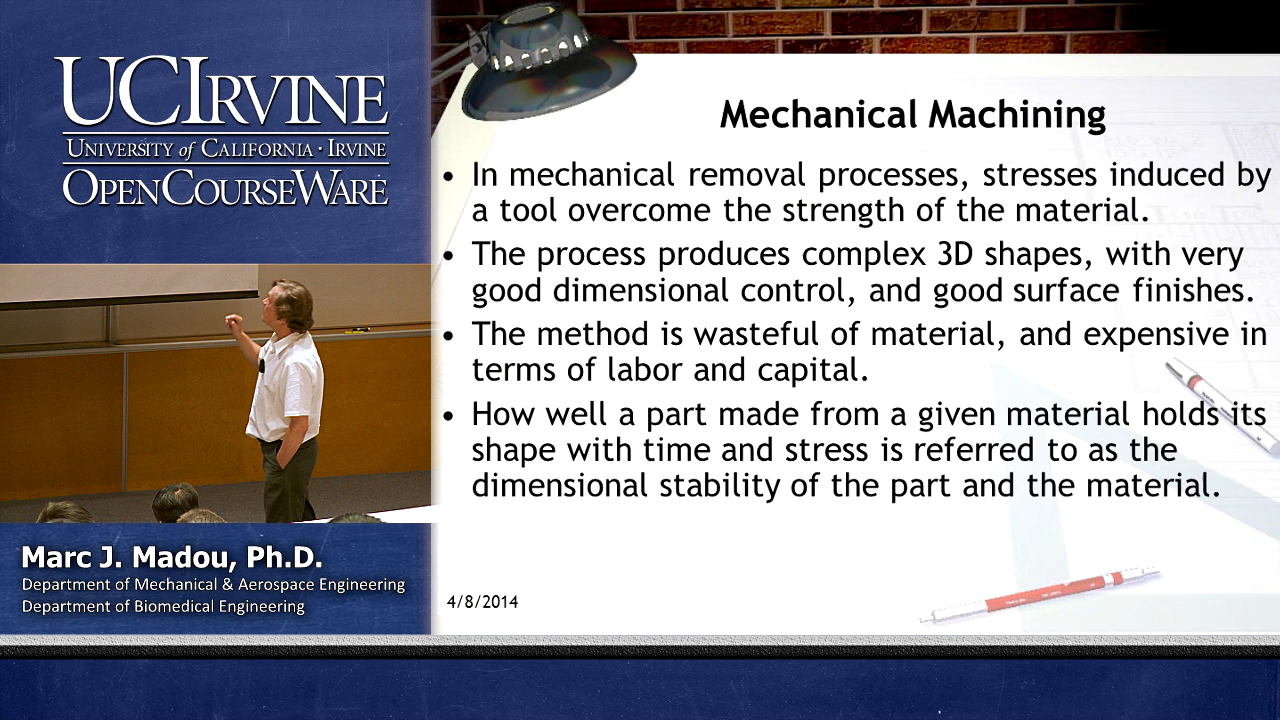 UCIRVINE
UNIVERSITY of CALIFORNIA · IRVINE
OPENCOURSEWARE
Marc J. Madou, Ph.D.
Department of Mechanical & Aerospace Engineering
Department of Biomedical Engineering
Mechanical Machining
• In mechanical removal processes, stresses induced by
a tool overcome the strength of the material.
• The process produces complex 3D shapes, with very
good dimensional control, and good surface finishes.
• The method is wasteful of material, and expensive in
terms of labor and capital.
• How well a part made from a given material holds its
shape with time and stress is referred to as the
dimensional stability of the part and the material.
4/8/2014